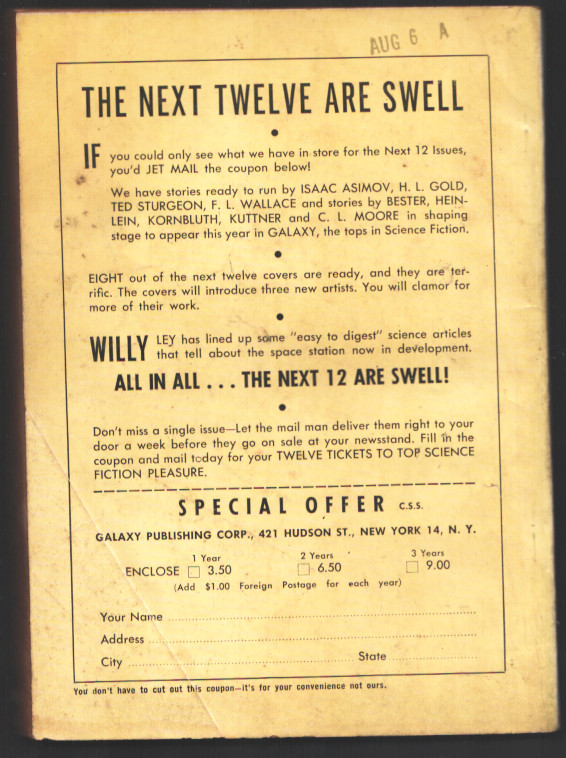 AUG 6 A
THE NEXT TWELVE ARE SWELL
IF you could only see what we have in store for the Next 12 Issues,
you'd JET MAIL the coupon below!
We have stories ready to run by ISAAC ASIMOV, H. L. GOLD,
TED STURGEON, F. L. WALLACE and stories by BESTER, HEIN-
LEIN, KORNBLUTH, KUTTNER and C. L. MOORE in shaping
stage to appear this year in GALAXY, the tops in Science Fiction.
EIGHT out of the next twelve covers are ready, and they are ter-
rific. The covers will introduce three new artists. You will clamor for
more of their work.
WILLY LEY has lined up some "easy to digest" science articles
that tell about the space station now in development.
ALL IN ALL . . . THE NEXT 12 ARE SWELL!
Don't miss a single issue—Let the mail man deliver them right to your
door a week before they go on sale at your newsstand. Fill in the
coupon and mail today for your TWELVE TICKETS TO TOP SCIENCE
FICTION PLEASURE.
SPECIAL OFFER C.S.S.
GALAXY PUBLISHING CORP., 421 HUDSON ST., NEW YORK 14, N. Y.
1 Year 2 Years 3 Years
ENCLOSE □ 3.50 □ 6.50 □ 9.00
(Add $1.00 Foreign Postage for each year)
Your Name
Address
City State
You don't have to cut out this coupon—it's for your convenience not ours.